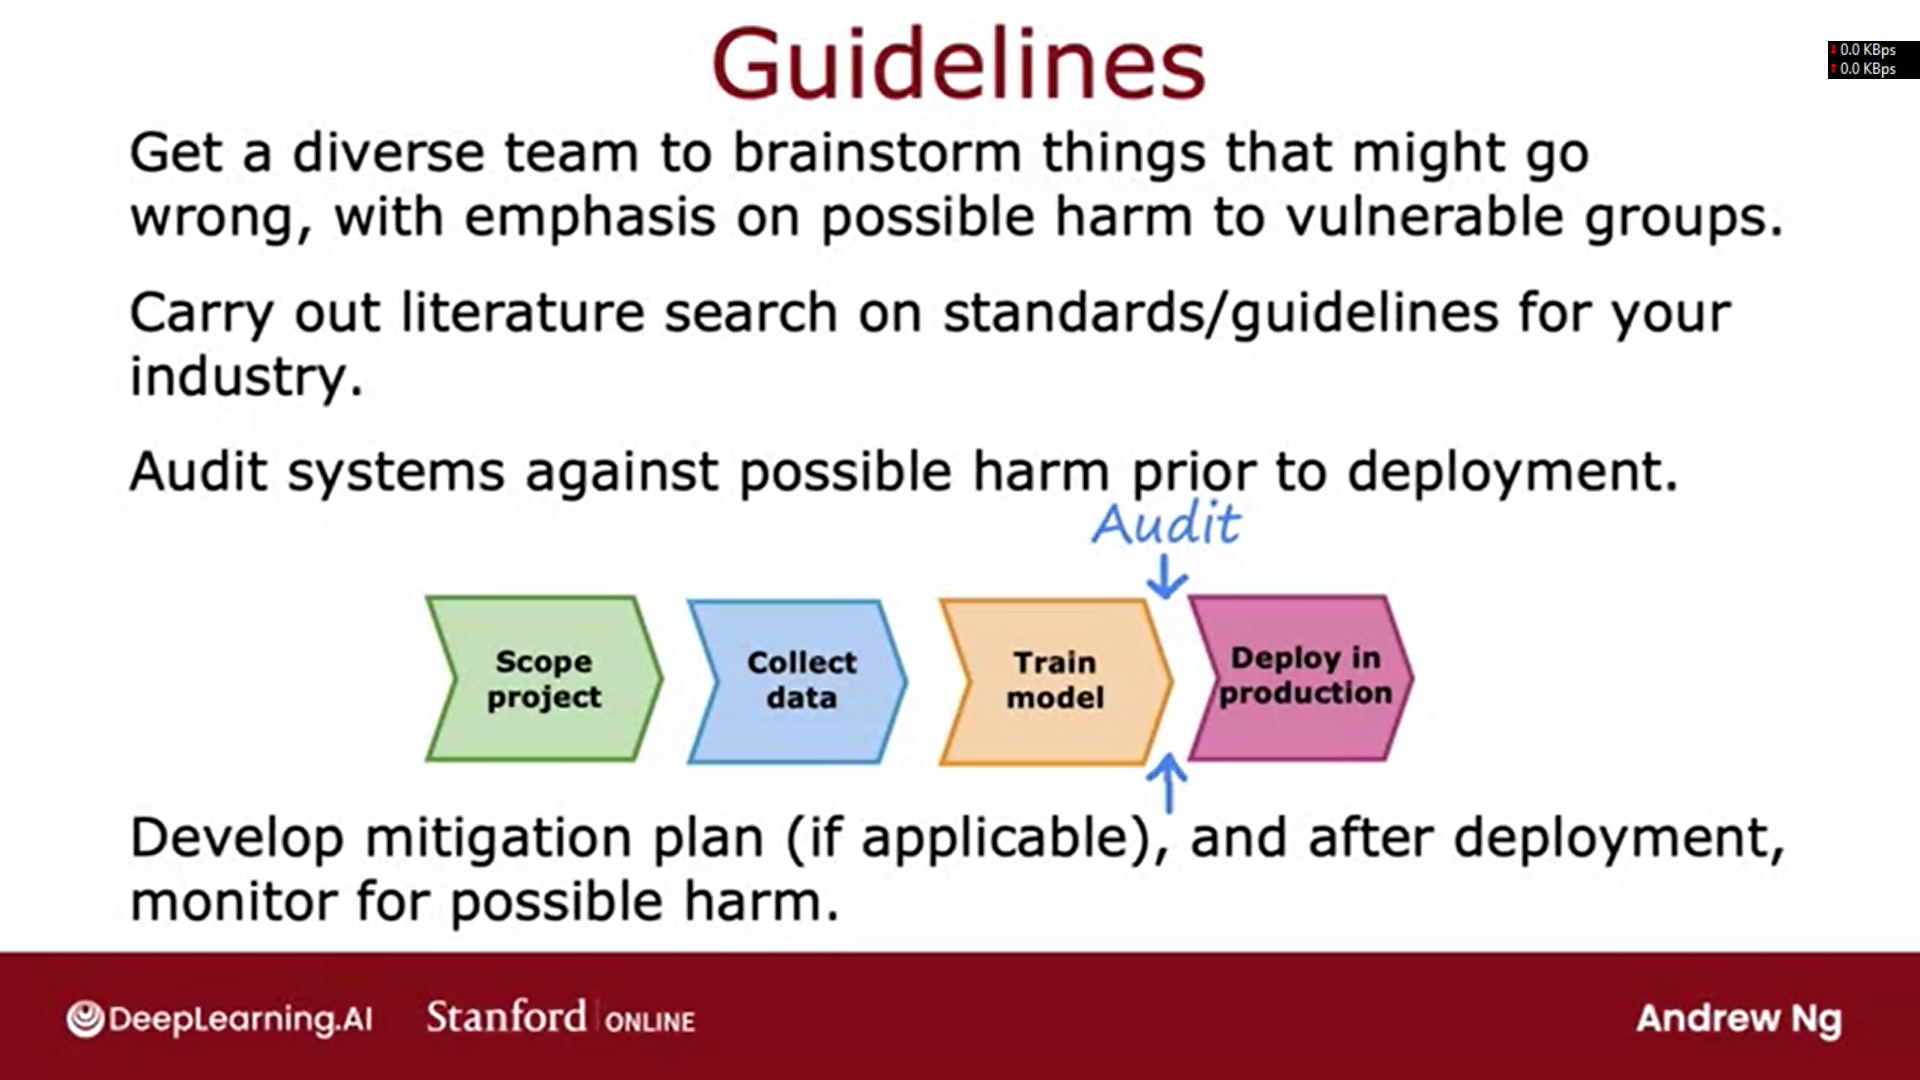 Guidelines
0.0 KBps
0.0 KBps
Get a diverse team to brainstorm things that might go
wrong, with emphasis on possible harm to vulnerable groups.
Carry out literature search on standards/guidelines for your
industry.
Audit systems against possible harm prior to deployment.
Audit
Scope
project
Collect
data
Train
model
Deploy in
production
Develop mitigation plan (if applicable), and after deployment,
monitor for possible harm.
DeepLearning.AI
Stanford ONLINE
Andrew Ng